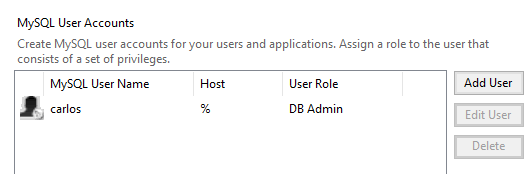 MySQL User Accounts
Create MySQL user accounts for your users and applications. Assign a role to the user that
consists of a set of privileges.
MySQL User Name Host User Role
carlos % DB Admin
Add User
Edit User
Delete